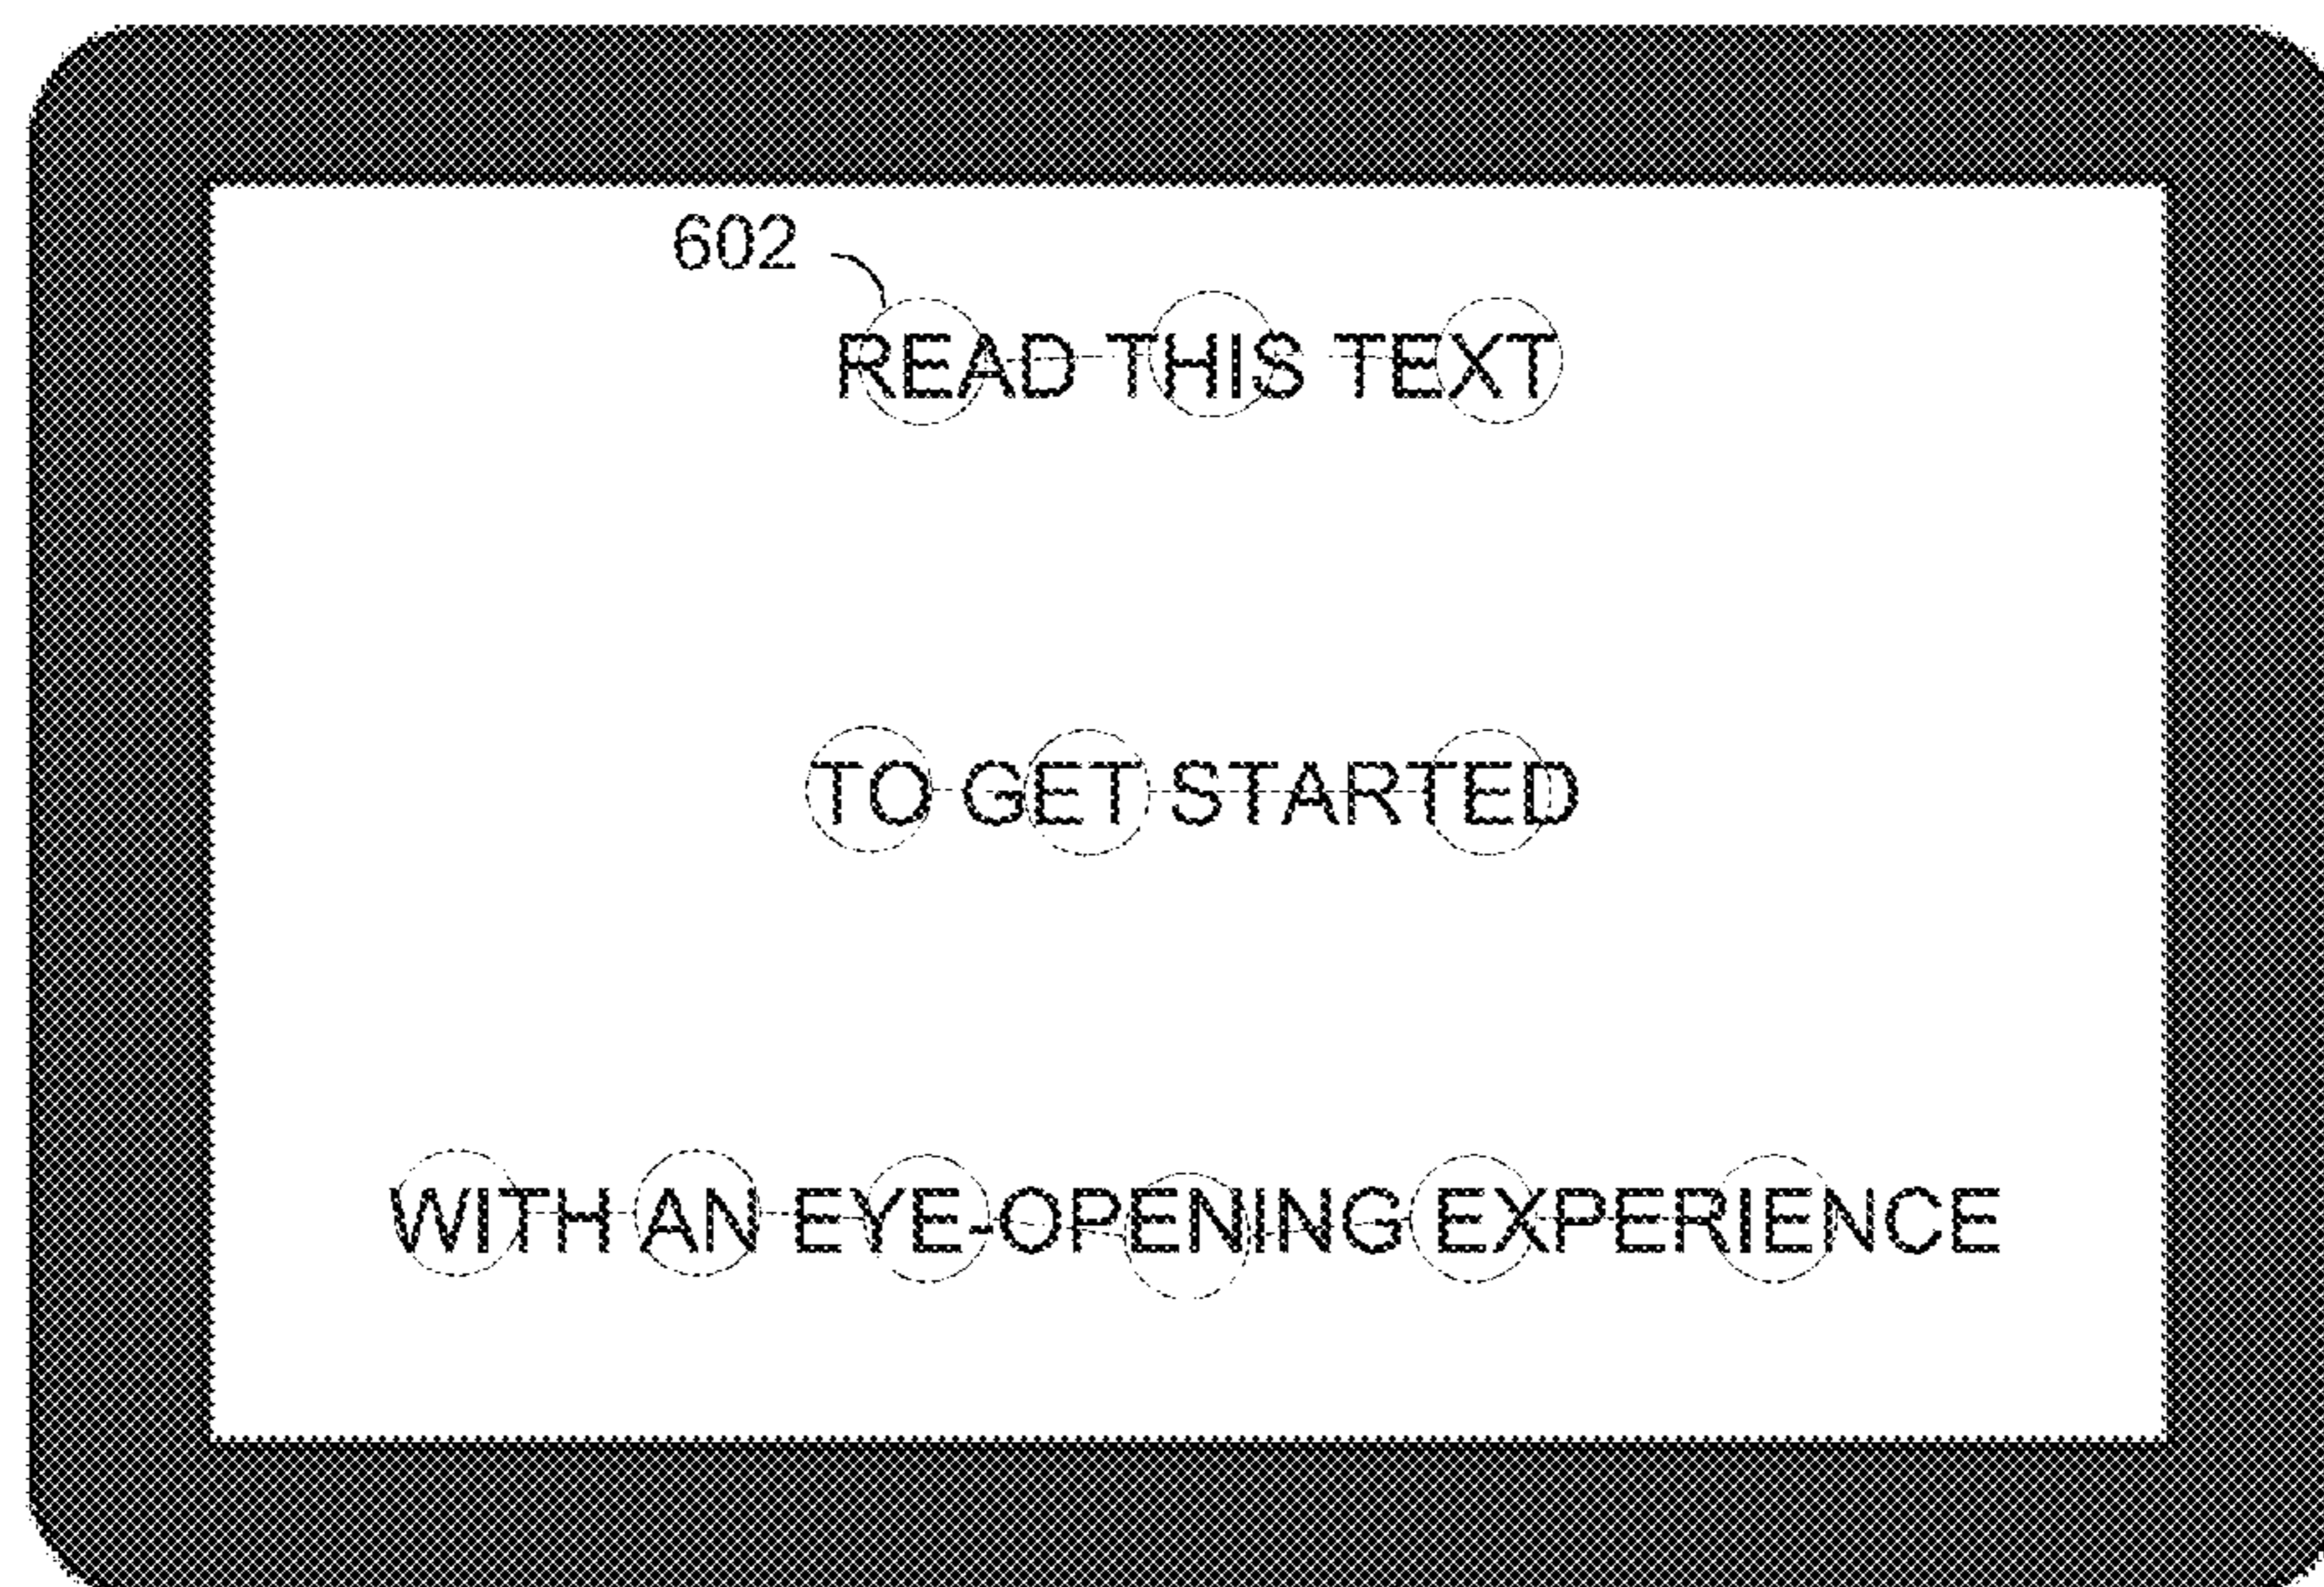 602
READ THIS TEXT
TO GET STARTED
WITH AN EYE-OPENING EXPERIENCE